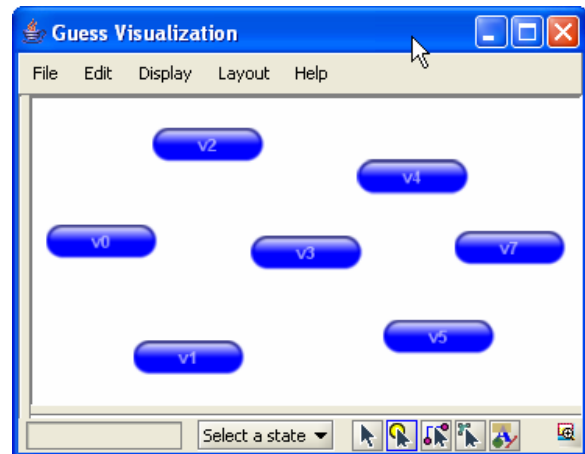 Guess Visualization
File Edit Display Layout Help
v2
v4
v0
v3
v7
v5
v1
Select a state